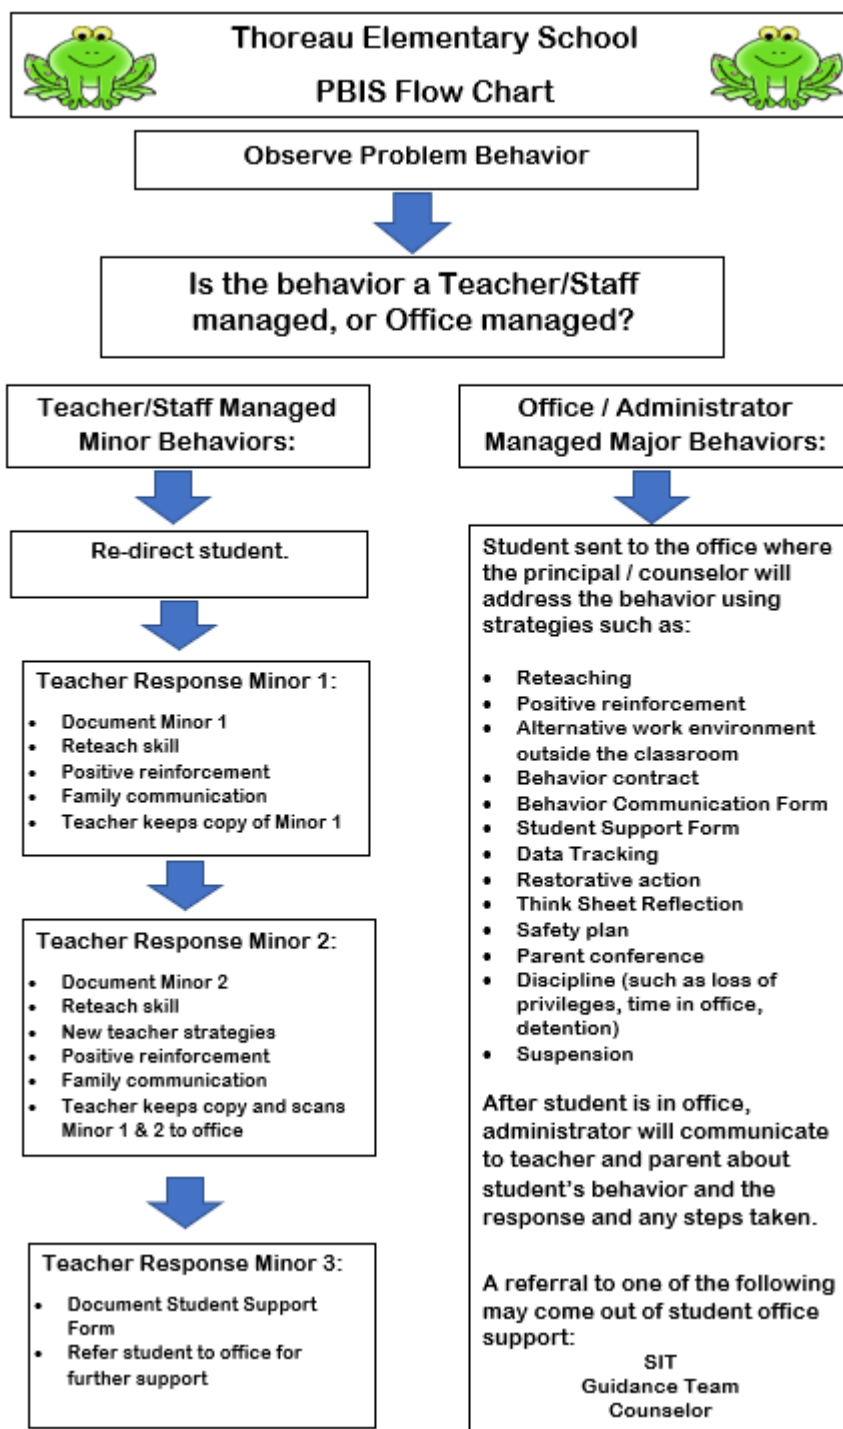 Thoreau Elementary School
PBIS Flow Chart
Observe Problem Behavior
Is the behavior a Teacher/Staff
managed, or Office managed?
Teacher/Staff Managed
Minor Behaviors:
Re-direct student.
Teacher Response Minor 1:
• Document Minor 1
• Reteach skill
• Positive reinforcement
• Family communication
• Teacher keeps copy of Minor 1
Teacher Response Minor 2:
• Document Minor 2
• Reteach skill
• New teacher strategies
• Positive reinforcement
• Family communication
• Teacher keeps copy and scans
Minor 1 & 2 to office
Teacher Response Minor 3:
• Document Student Support
Form
• Refer student to office for
further support
Office / Administrator
Managed Major Behaviors:
Student sent to the office where
the principal / counselor will
address the behavior using
strategies such as:
• Reteaching
• Positive reinforcement
• Alternative work environment
outside the classroom
• Behavior contract
• Behavior Communication Form
• Student Support Form
• Data Tracking
• Restorative action
• Think Sheet Reflection
• Safety plan
• Parent conference
• Discipline (such as loss of
privileges, time in office,
detention)
• Suspension
After student is in office,
administrator will communicate
to teacher and parent about
student's behavior and the
response and any steps taken.
A referral to one of the following
may come out of student office
support:
SIT
Guidance Team
Counselor